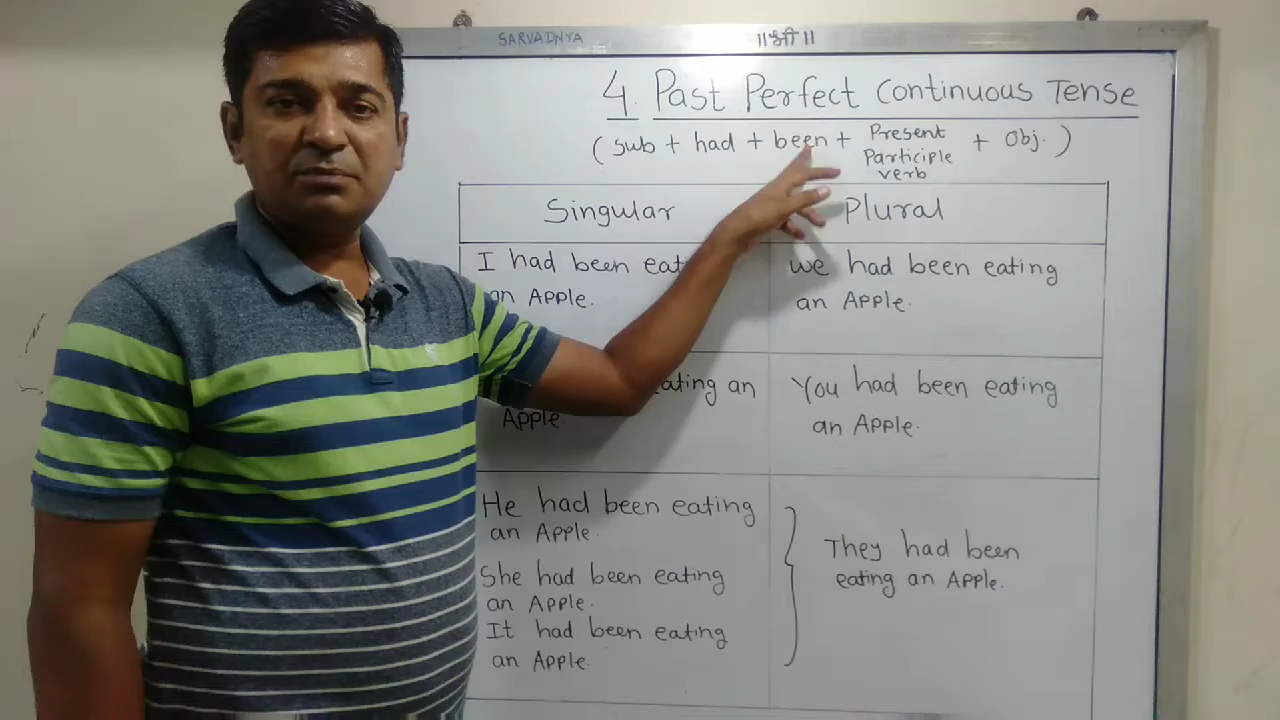 SARVADNYA
॥श्री॥
4. Past Perfect Continuous Tense
(Sub + had + been + Present Participle verb + Obj.)
Singular
Plural
I had been
an Apple.
we had been eating
an Apple.
eating an
Apple
You had been eating
an Apple.
He had been eating
an Apple.
She had been eating
an Apple.
It had been eating
an Apple.
They had been
eating an Apple.